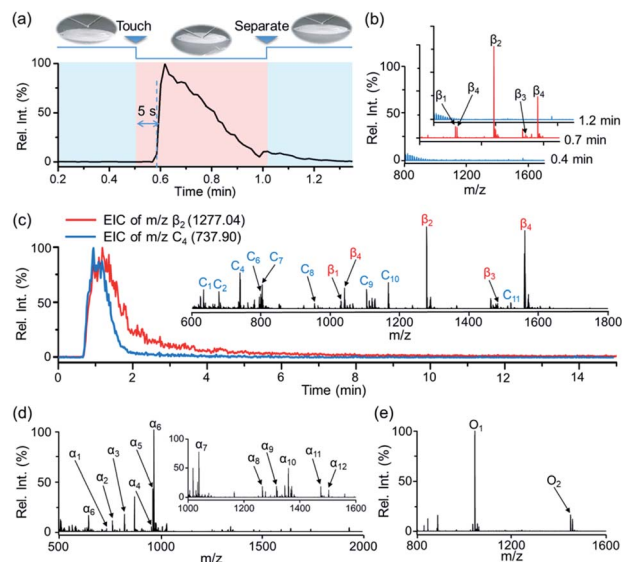 (a)
Touch
Separate
Rel. Int. (%)
100
50
0
5 s
0.2 0.4 0.6 0.8 1.0 1.2
Time (min)
(b)
Rel. Int. (%)
100
50
0
β2
β1
β4
β3
β4
1.2 min
0.7 min
0.4 min
800 1200 1600
m/z
(c)
EIC of m/z β2 (1277.04)
EIC of m/z C4 (737.90)
Rel. Int. (%)
100
50
0
0 2 4 6 8 10 12 14
Time (min)
C1
C2
C4
C6
C7
C8
β1
β4
C9
C10
β2
β3
C11
β4
600 800 1000 1200 1400 1600 1800
m/z
(d)
Rel. Int. (%)
100
50
0
α1
α6
α2
α3
α4
α5
α6
500 1000 1500 2000
m/z
100
50
0
α7
α8
α9
α10
α11
α12
1000 1100 1200 1300 1400 1500 1600
(e)
Rel. Int. (%)
100
50
0
O1
O2
800 1200 1600
m/z